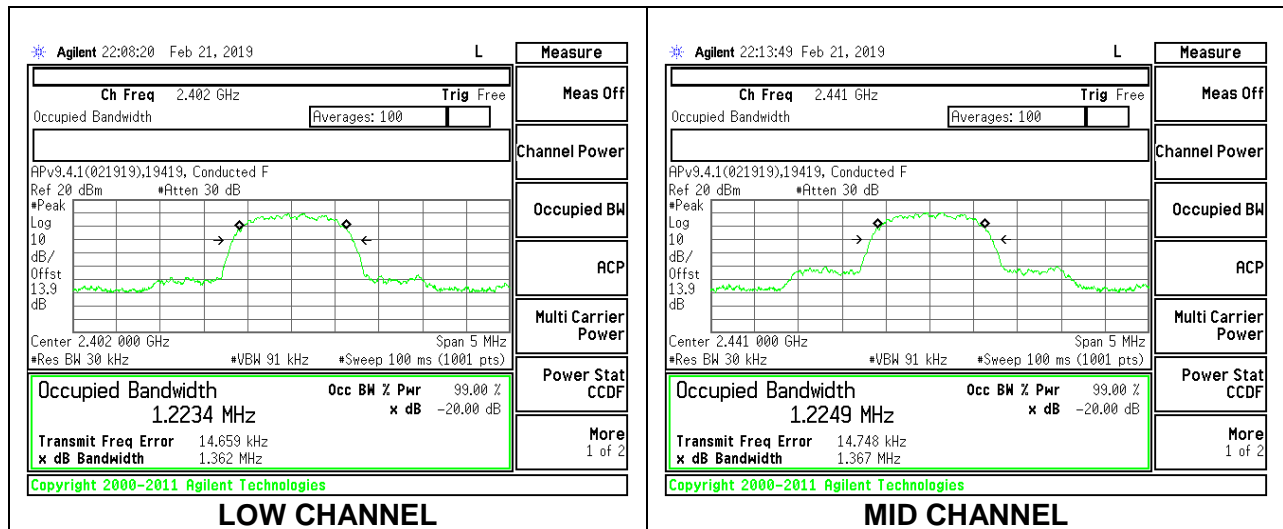 Agilent 22:08:20 Feb 21, 2019 L
Measure
Ch Freq 2.402 GHz Trig Free
Occupied Bandwidth Averages: 100
APv9.4.1(021919),19419, Conducted F
Ref 20 dBm #Atten 30 dB
#Peak
Log
10
dB/
Offst
13.9
dB
Center 2.402 000 GHz Span 5 MHz
#Res BW 30 kHz #VBW 91 kHz #Sweep 100 ms (1001 pts)
Occupied Bandwidth Occ BW % Pwr 99.00 %
1.2234 MHz x dB -20.00 dB
Transmit Freq Error 14.659 kHz
x dB Bandwidth 1.362 MHz
Meas Off
Channel Power
Occupied BW
ACP
Multi Carrier
Power
Power Stat
CCDF
More
1 of 2
Copyright 2000-2011 Agilent Technologies
LOW CHANNEL
Agilent 22:13:49 Feb 21, 2019 L
Measure
Ch Freq 2.441 GHz Trig Free
Occupied Bandwidth Averages: 100
APv9.4.1(021919),19419, Conducted F
Ref 20 dBm #Atten 30 dB
#Peak
Log
10
dB/
Offst
13.9
dB
Center 2.441 000 GHz Span 5 MHz
#Res BW 30 kHz #VBW 91 kHz #Sweep 100 ms (1001 pts)
Occupied Bandwidth Occ BW % Pwr 99.00 %
1.2249 MHz x dB -20.00 dB
Transmit Freq Error 14.748 kHz
x dB Bandwidth 1.367 MHz
Meas Off
Channel Power
Occupied BW
ACP
Multi Carrier
Power
Power Stat
CCDF
More
1 of 2
Copyright 2000-2011 Agilent Technologies
MID CHANNEL